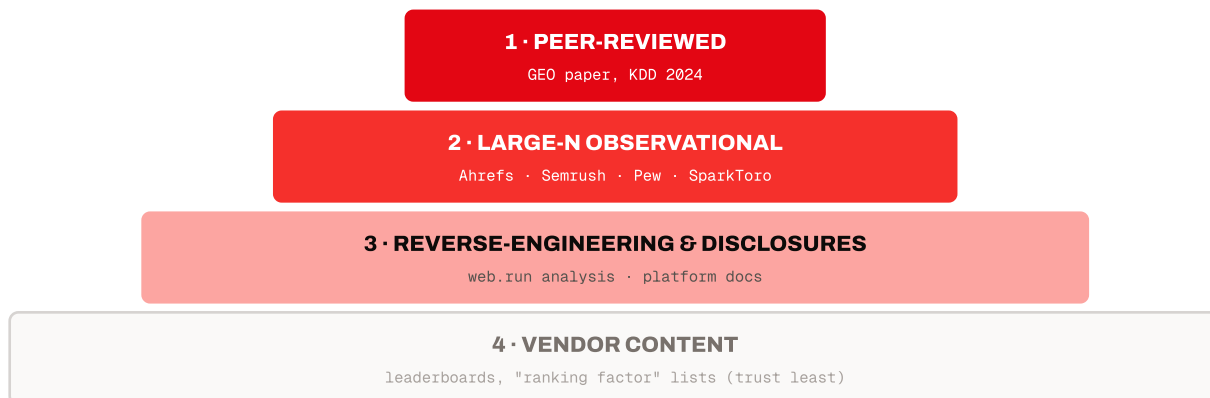 1 · PEER-REVIEWED
GEO paper, KDD 2024
2 · LARGE-N OBSERVATIONAL
Ahrefs · Semrush · Pew · SparkToro
3 · REVERSE-ENGINEERING & DISCLOSURES
web.run analysis · platform docs
4 · VENDOR CONTENT
leaderboards, "ranking factor" lists (trust least)